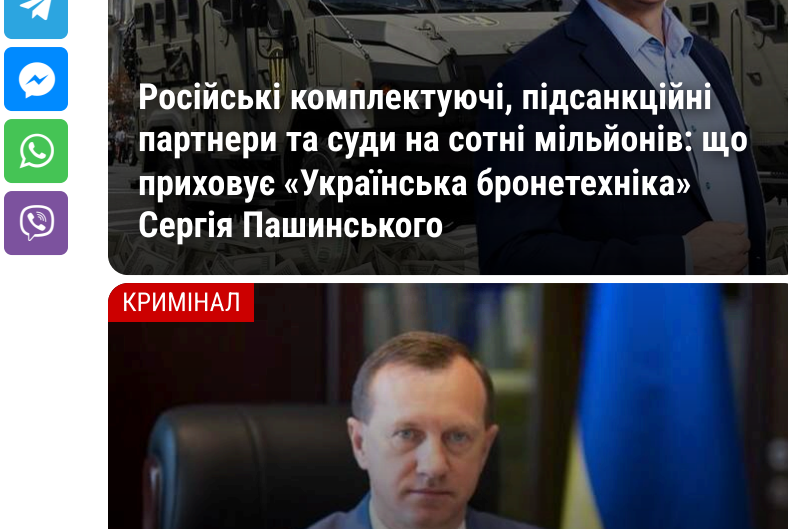 Російські комплектуючі, підсанкційні
партнери та суди на сотні мільйонів: що
приховує «Українська бронетехніка»
Сергія Пашинського
КРИМІНАЛ